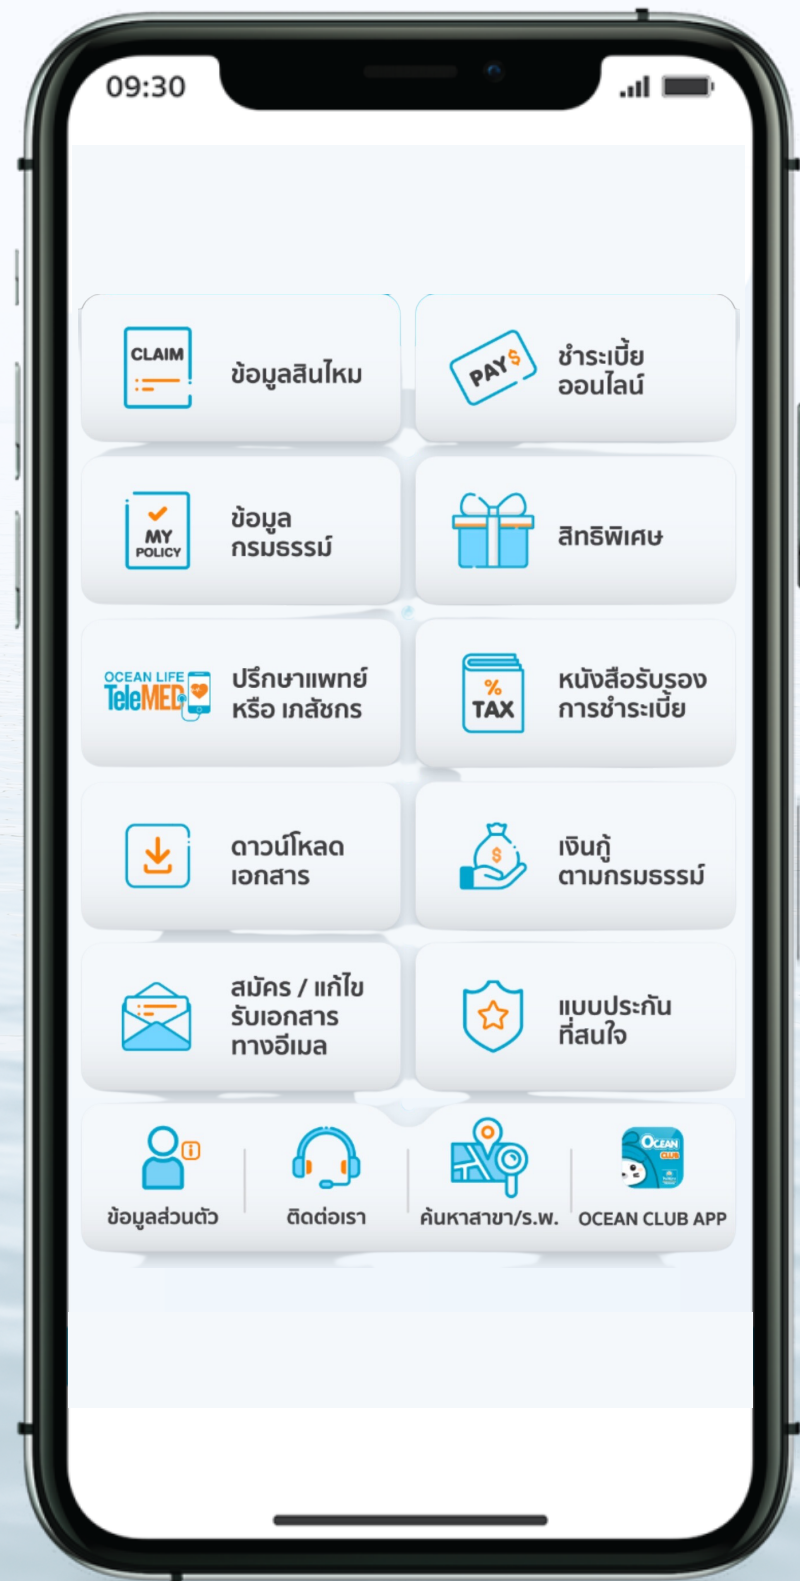 09:30
CLAIM
ข้อมูลสินไหม
PAY$
ชำระเบี้ย
ออนไลน์
MY
POLICY
ข้อมูล
กรมธรรม์
สิทธิพิเศษ
OCEAN LIFE
TeleMED
ปรึกษาแพทย์
หรือ เภสัชกร
%
TAX
หนังสือรับรอง
การชำระเบี้ย
ดาวน์โหลด
เอกสาร
$
เงินกู้
ตามกรมธรรม์
สมัคร / แก้ไข
รับเอกสาร
ทางอีเมล
แบบประกัน
ที่สนใจ
ข้อมูลส่วนตัว
ติดต่อเรา
ค้นหาสาขา/ร.พ.
OCEAN
CLUB
OCEAN CLUB APP